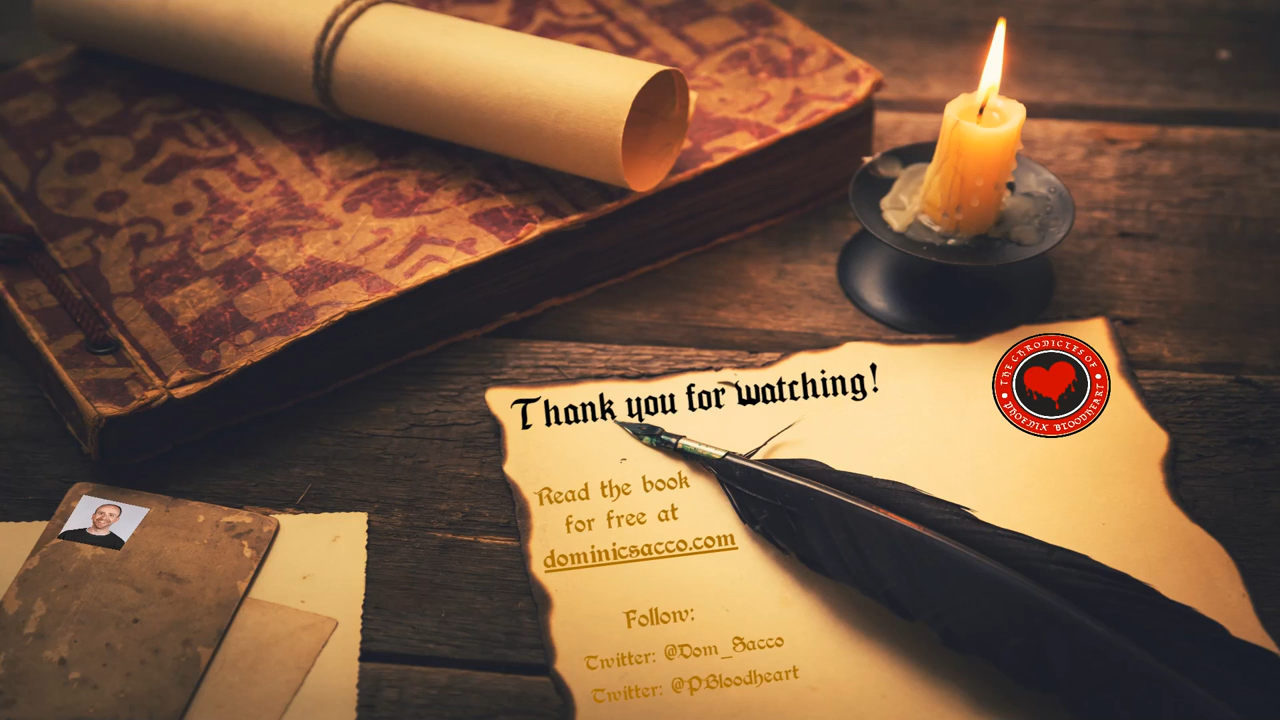 Thank you for watching!
THE CHRONICLES OF
PHOENIX BLOODHEART
Read the book
for free at
dominicsacco.com
Follow:
Twitter: @Dom_Sacco
Twitter: @PBloodheart